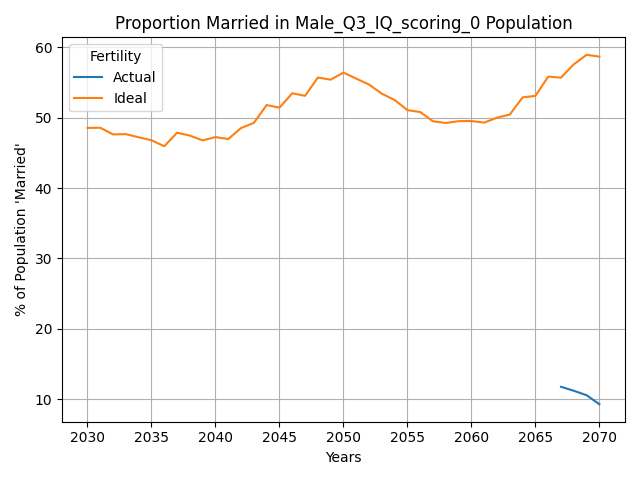 Proportion Married in Male_Q3_IQ_scoring_0 Population
Fertility
Actual
Ideal
% of Population 'Married'
60
50
40
30
20
10
2030 2035 2040 2045 2050 2055 2060 2065 2070
Years